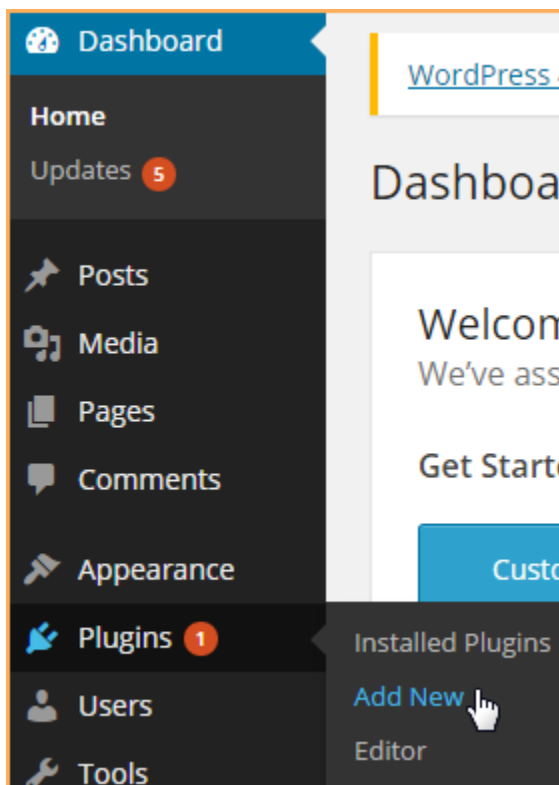 Dashboard
Home
Updates 5
Posts
Media
Pages
Comments
Appearance
Plugins 1
Users
Tools
WordPress
Dashboa
Welcom
We've ass
Get Start
Custo
Installed Plugins
Add New
Editor